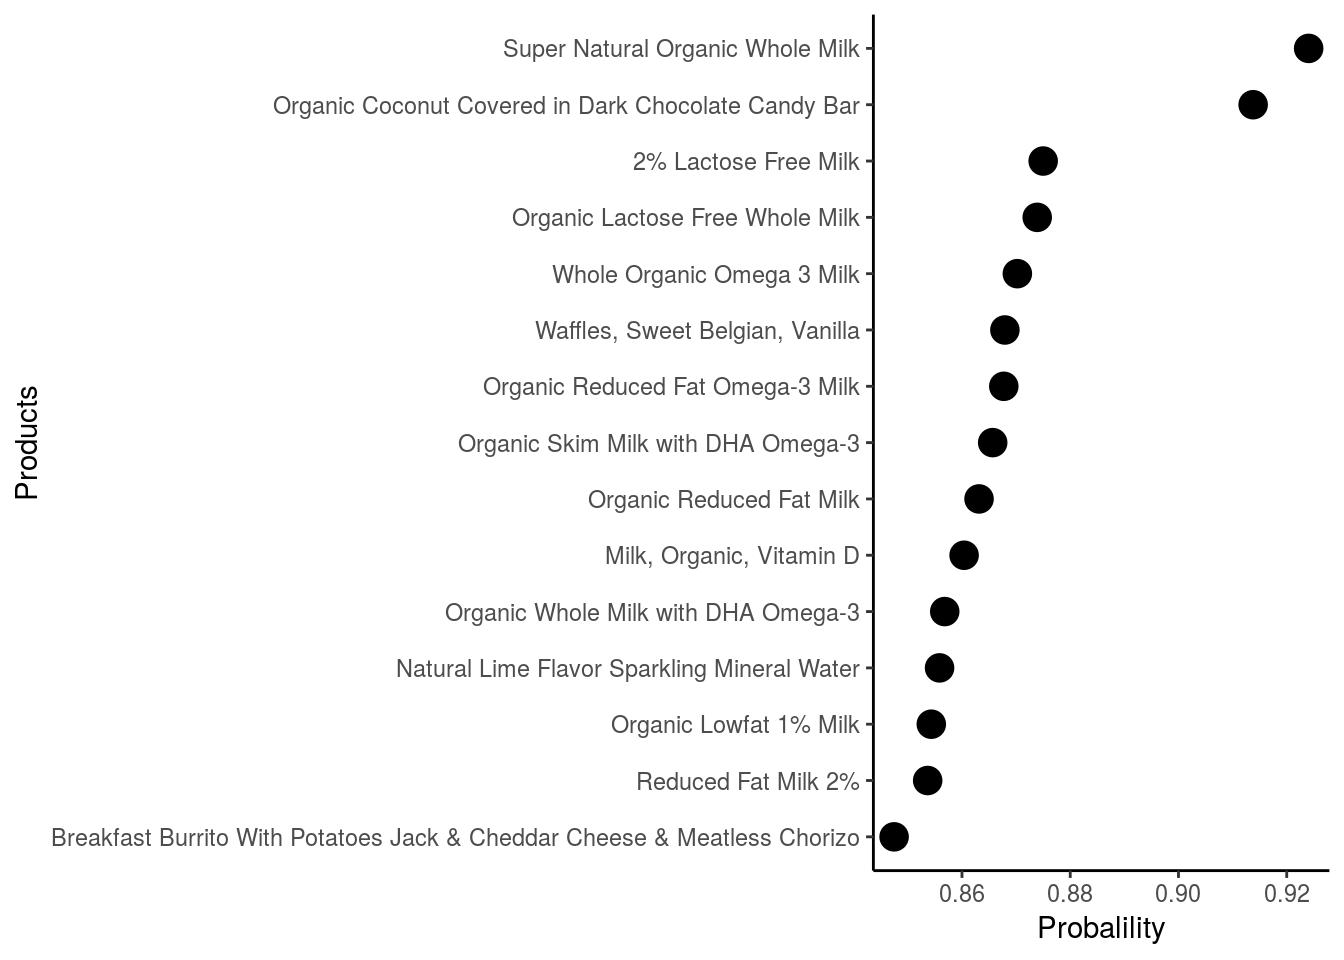 Super Natural Organic Whole Milk
Organic Coconut Covered in Dark Chocolate Candy Bar
2% Lactose Free Milk
Organic Lactose Free Whole Milk
Whole Organic Omega 3 Milk
Waffles, Sweet Belgian, Vanilla
Organic Reduced Fat Omega-3 Milk
Organic Skim Milk with DHA Omega-3
Organic Reduced Fat Milk
Milk, Organic, Vitamin D
Organic Whole Milk with DHA Omega-3
Natural Lime Flavor Sparkling Mineral Water
Organic Lowfat 1% Milk
Reduced Fat Milk 2%
Breakfast Burrito With Potatoes Jack & Cheddar Cheese & Meatless Chorizo
Products
0.86 0.88 0.90 0.92
Probalility